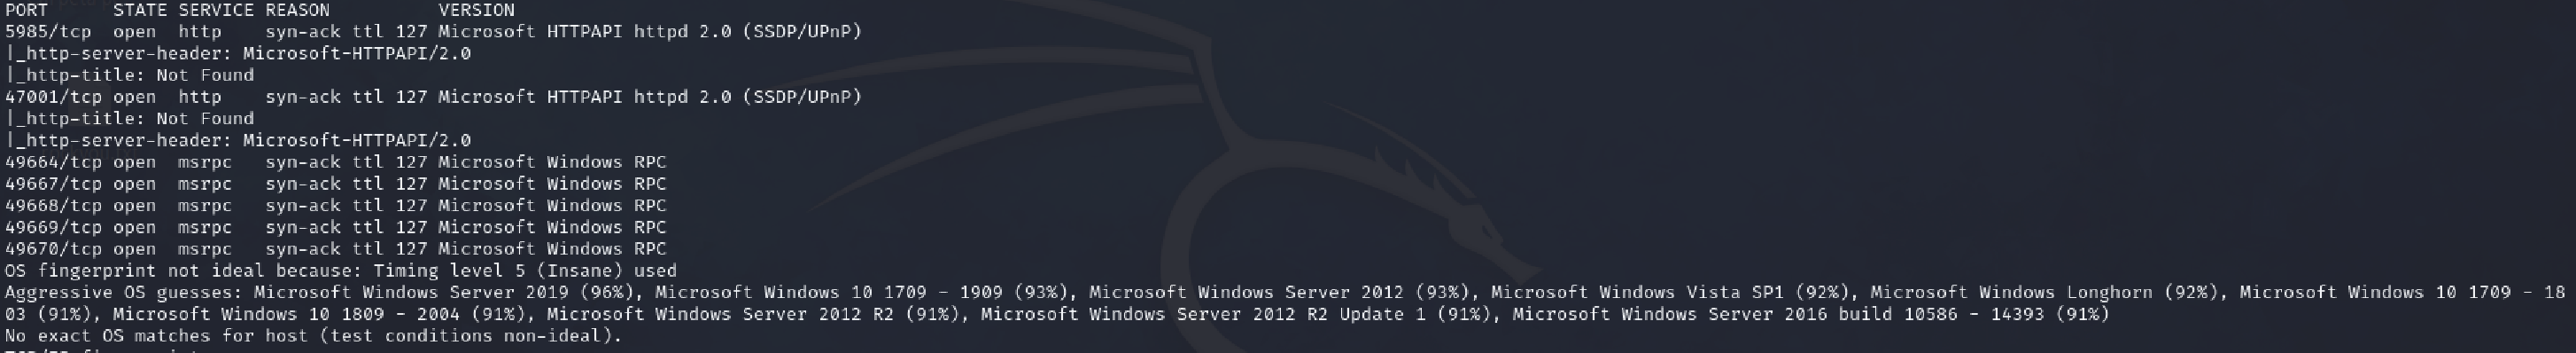 PORT      STATE SERVICE REASON          VERSION
5985/tcp  open  http    syn-ack ttl 127 Microsoft HTTPAPI httpd 2.0 (SSDP/UPnP)
|_http-server-header: Microsoft-HTTPAPI/2.0
|_http-title: Not Found
47001/tcp open  http    syn-ack ttl 127 Microsoft HTTPAPI httpd 2.0 (SSDP/UPnP)
|_http-title: Not Found
|_http-server-header: Microsoft-HTTPAPI/2.0
49664/tcp open  msrpc   syn-ack ttl 127 Microsoft Windows RPC
49667/tcp open  msrpc   syn-ack ttl 127 Microsoft Windows RPC
49668/tcp open  msrpc   syn-ack ttl 127 Microsoft Windows RPC
49669/tcp open  msrpc   syn-ack ttl 127 Microsoft Windows RPC
49670/tcp open  msrpc   syn-ack ttl 127 Microsoft Windows RPC
OS fingerprint not ideal because: Timing level 5 (Insane) used
Aggressive OS guesses: Microsoft Windows Server 2019 (96%), Microsoft Windows 10 1709 - 1909 (93%), Microsoft Windows Server 2012 (93%), Microsoft Windows Vista SP1 (92%), Microsoft Windows Longhorn (92%), Microsoft Windows 10 1709 - 18
03 (91%), Microsoft Windows 10 1809 - 2004 (91%), Microsoft Windows Server 2012 R2 (91%), Microsoft Windows Server 2012 R2 Update 1 (91%), Microsoft Windows Server 2016 build 10586 - 14393 (91%)
No exact OS matches for host (test conditions non-ideal).